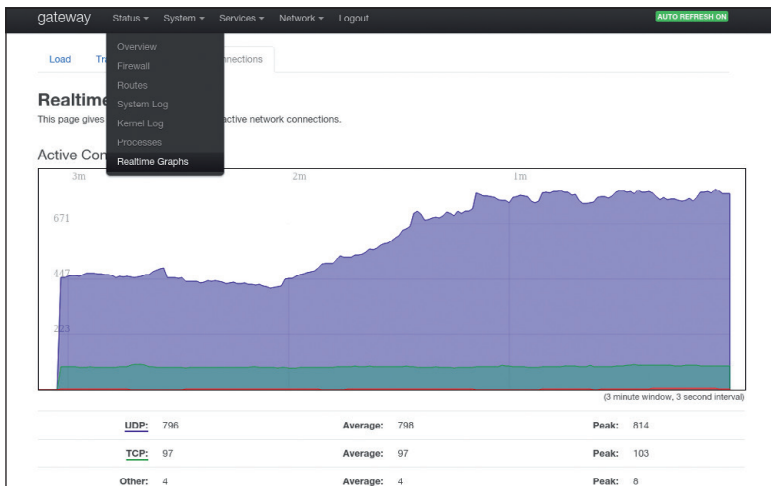 gateway Status System Services Network Logout AUTO REFRESH ON
Overview
Firewall
Routes
System Log
Kernel Log
Processes
Realtime Graphs
Load Tra nnections
Realtime
This page gives active network connections.
Active Con
3m 2m 1m
671
447
223
(3 minute window, 3 second interval)
UDP: 796 Average: 798 Peak: 814
TCP: 97 Average: 97 Peak: 103
Other: 4 Average: 4 Peak: 8